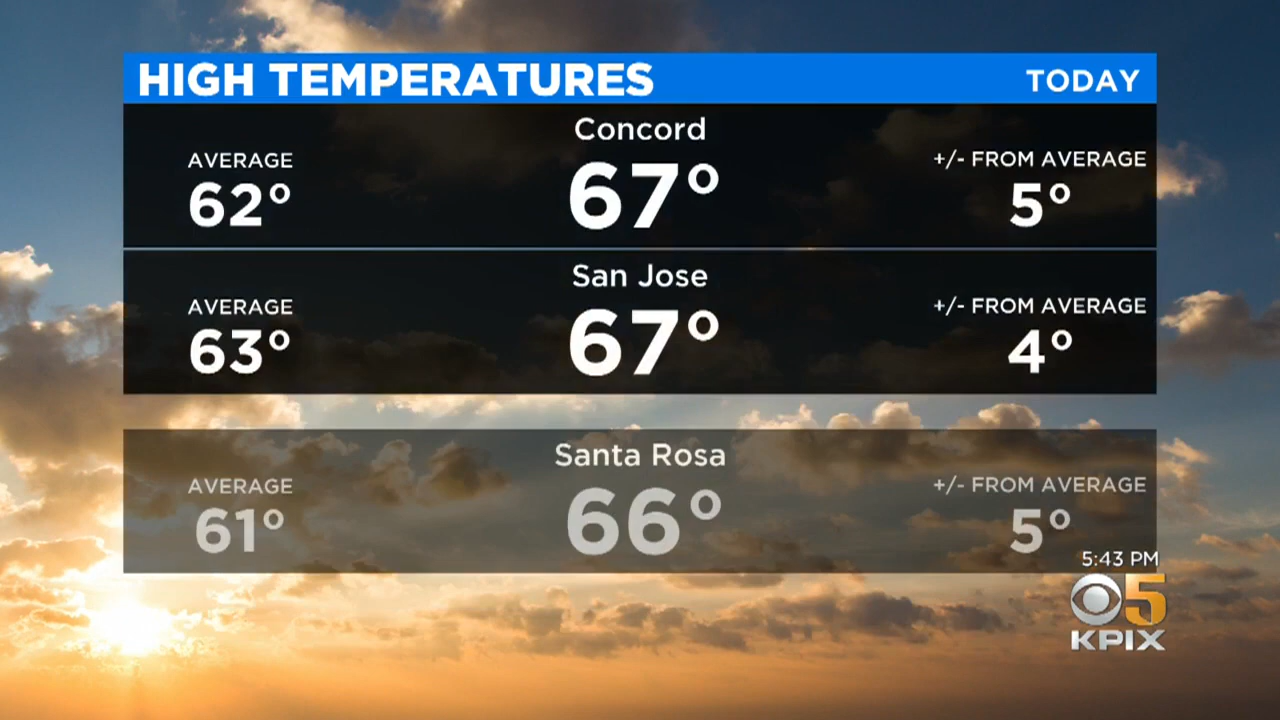 HIGH TEMPERATURES TODAY
Concord
AVERAGE +/- FROM AVERAGE
62° 67° 5°
San Jose
AVERAGE +/- FROM AVERAGE
63° 67° 4°
Santa Rosa
AVERAGE +/- FROM AVERAGE
61° 66° 5°
5:43 PM
5
KPIX